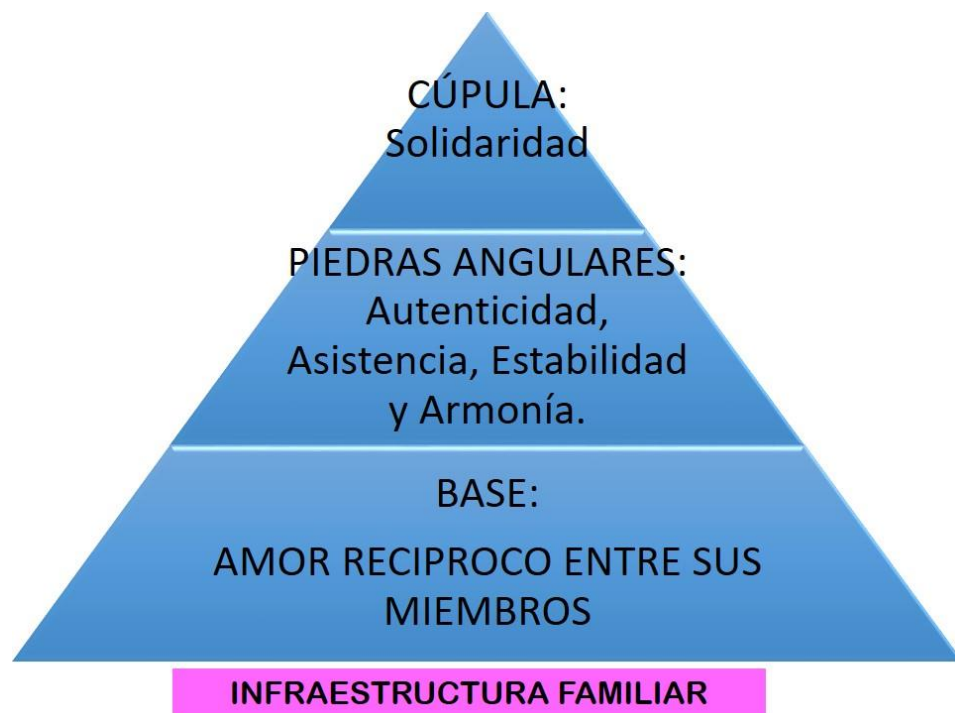 CÚPULA:
Solidaridad
PIEDRAS ANGULARES:
Autenticidad,
Asistencia, Estabilidad
y Armonía.
BASE:
AMOR RECIPROCO ENTRE SUS
MIEMBROS
INFRAESTRUCTURA FAMILIAR